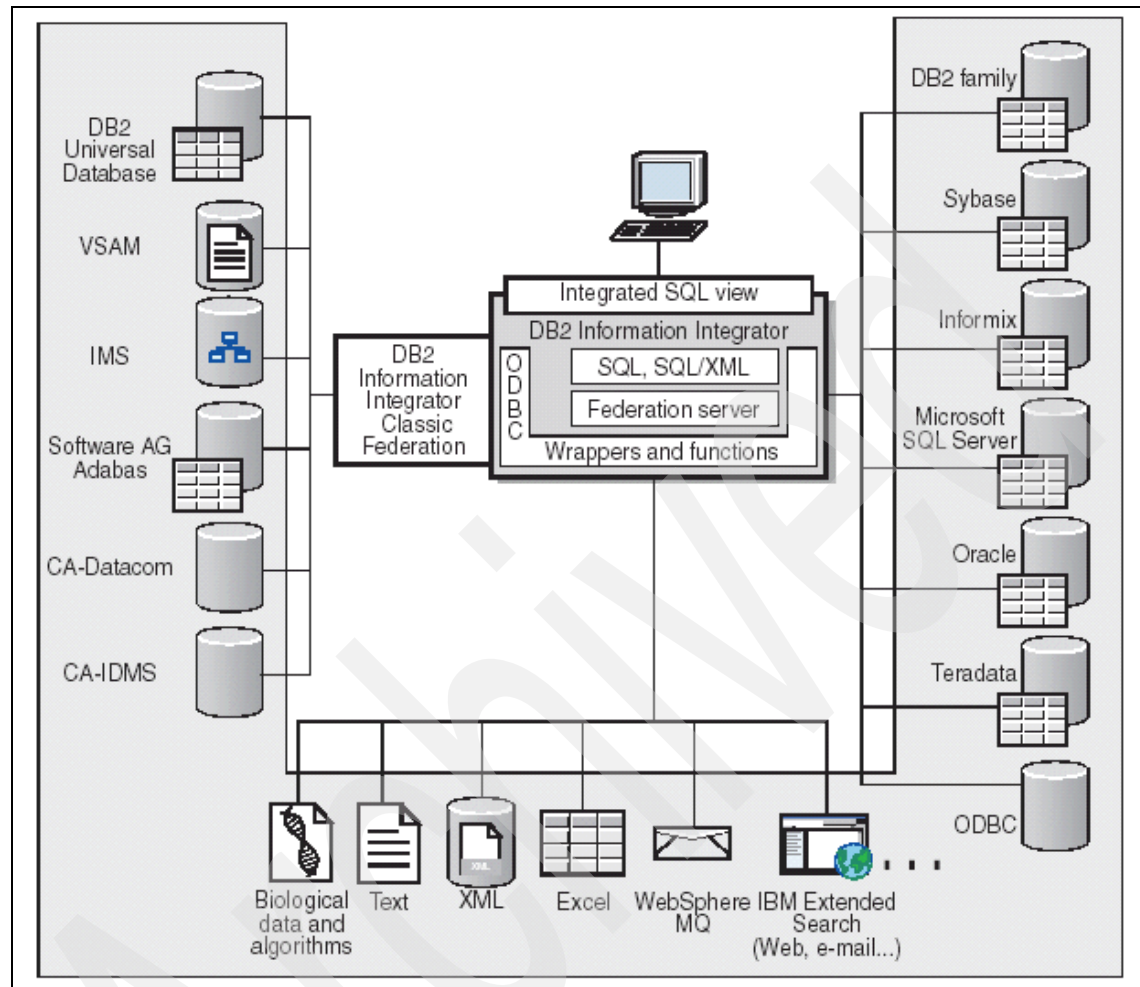 DB2
Universal
Database
VSAM
IMS
Software AG
Adabas
CA-Datacom
CA-IDMS
DB2
Information
Integrator
Classic
Federation
Integrated SQL view
DB2 Information Integrator
ODBC
SQL, SQL/XML
Federation server
Wrappers and functions
DB2 family
Sybase
Informix
Microsoft
SQL Server
Oracle
Teradata
ODBC
Biological
data and
algorithms
Text
XML
XML
Excel
WebSphere
MQ
IBM Extended
Search
(Web, e-mail...)
. . .
Archived